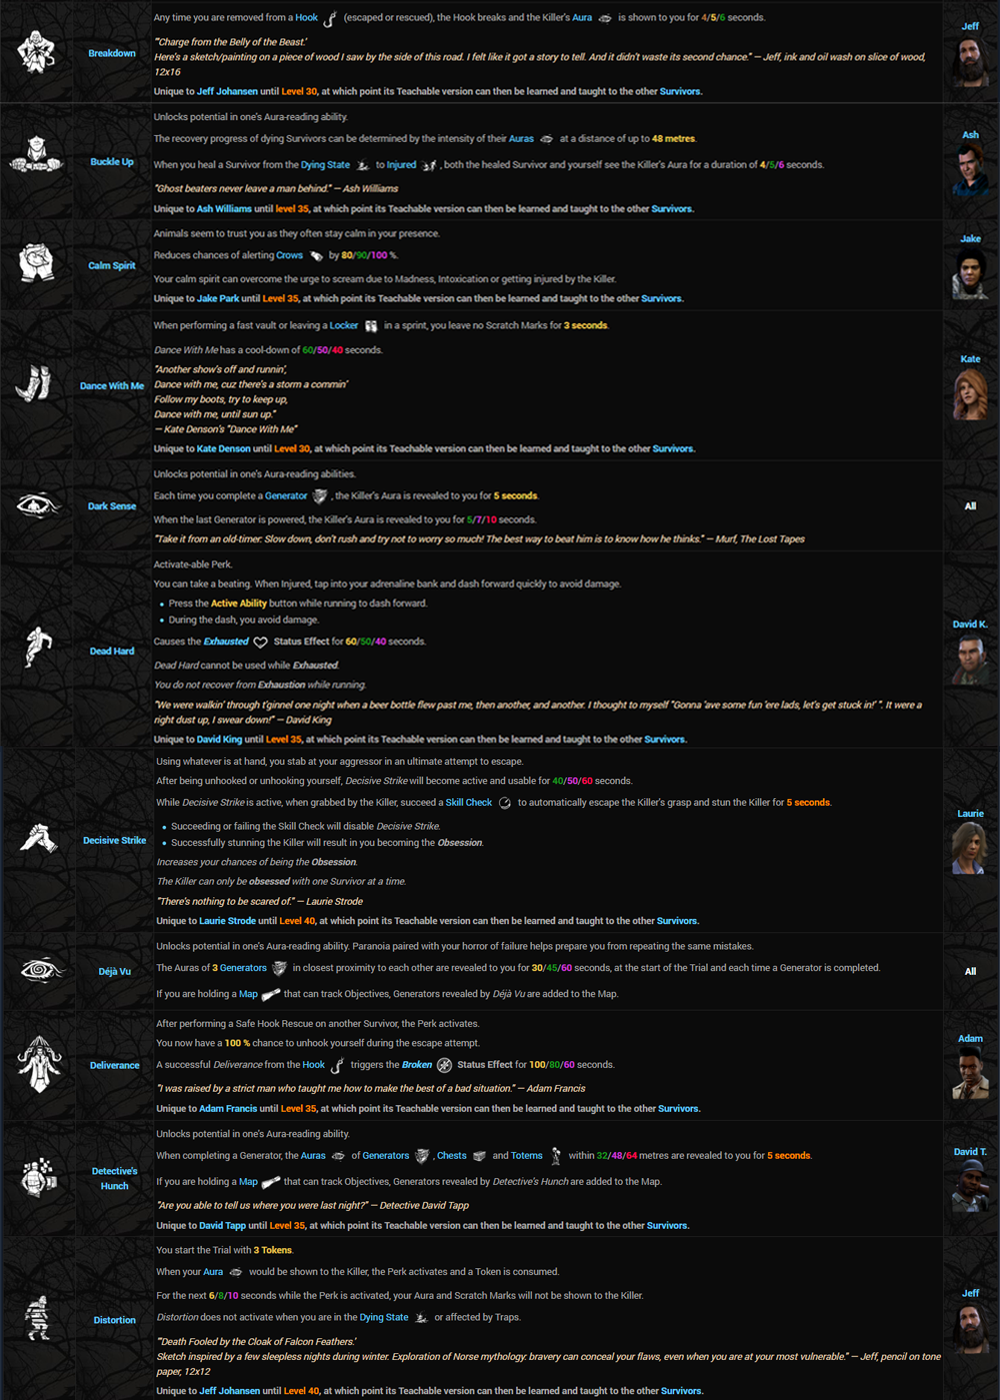 Any time you are removed from a Hook (escaped or rescued), the Hook breaks and the Killer's Aura is shown to you for 4/5/6 seconds.
Jeff
Breakdown
"'Charge from the Belly of the Beast.'
Here's a sketch/painting on a piece of wood I saw by the side of this road. I felt like it got a story to tell. And it didn't waste its second chance." — Jeff, ink and oil wash on slice of wood,
12x16
Unique to Jeff Johansen until Level 30, at which point its Teachable version can then be learned and taught to the other Survivors.
Unlocks potential in one's Aura-reading ability.
The recovery progress of dying Survivors can be determined by the intensity of their Auras at a distance of up to 48 metres.
Ash
Buckle Up
When you heal a Survivor from the Dying State to Injured, both the healed Survivor and yourself see the Killer's Aura for a duration of 4/5/6 seconds.
"Ghost beaters never leave a man behind." — Ash Williams
Unique to Ash Williams until level 35, at which point its Teachable version can then be learned and taught to the other Survivors.
Animals seem to trust you as they often stay calm in your presence.
Jake
Reduces chances of alerting Crows by 80/90/100 %.
Calm Spirit
Your calm spirit can overcome the urge to scream due to Madness, Intoxication or getting injured by the Killer.
Unique to Jake Park until Level 35, at which point its Teachable version can then be learned and taught to the other Survivors.
When performing a fast vault or leaving a Locker in a sprint, you leave no Scratch Marks for 3 seconds.
Dance With Me has a cool-down of 60/50/40 seconds.
Kate
"Another show's off and runnin',
Dance With Me
Dance with me, cuz there's a storm a commin'
Follow my boots, try to keep up,
Dance with me, until sun up."
— Kate Denson's "Dance With Me"
Unique to Kate Denson until Level 30, at which point its Teachable version can then be learned and taught to the other Survivors.
Unlocks potential in one's Aura-reading abilities.
Each time you complete a Generator, the Killer's Aura is revealed to you for 5 seconds.
Dark Sense
All
When the last Generator is powered, the Killer's Aura is revealed to you for 5/7/10 seconds.
"Take it from an old-timer: Slow down, don't rush and try not to worry so much! The best way to beat him is to know how he thinks." — Murf, The Lost Tapes
Activate-able Perk.
You can take a beating. When Injured, tap into your adrenaline bank and dash forward quickly to avoid damage.
• Press the Active Ability button while running to dash forward.
• During the dash, you avoid damage.
David K.
Causes the Exhausted Status Effect for 60/50/40 seconds.
Dead Hard
Dead Hard cannot be used while Exhausted.
You do not recover from Exhaustion while running.
"We were walkin' through t'ginnel one night when a beer bottle flew past me, then another, and another. I thought to myself "Gonna 'ave some fun 'ere lads, let's get stuck in!' ". It were a
right dust up, I swear down!" — David King
Unique to David King until Level 35, at which point its Teachable version can then be learned and taught to the other Survivors.
Using whatever is at hand, you stab at your aggressor in an ultimate attempt to escape.
After being unhooked or unhooking yourself, Decisive Strike will become active and usable for 40/50/60 seconds.
While Decisive Strike is active, when grabbed by the Killer, succeed a Skill Check to automatically escape the Killer's grasp and stun the Killer for 5 seconds.
Laurie
• Succeeding or failing the Skill Check will disable Decisive Strike.
Decisive Strike
• Successfully stunning the Killer will result in you becoming the Obsession.
Increases your chances of being the Obsession.
The Killer can only be obsessed with one Survivor at a time.
"There's nothing to be scared of." — Laurie Strode
Unique to Laurie Strode until Level 40, at which point its Teachable version can then be learned and taught to the other Survivors.
Unlocks potential in one's Aura-reading ability. Paranoia paired with your horror of failure helps prepare you from repeating the same mistakes.
Déjà Vu
The Auras of 3 Generators in closest proximity to each other are revealed to you for 30/45/60 seconds, at the start of the Trial and each time a Generator is completed.
All
If you are holding a Map that can track Objectives, Generators revealed by Déjà Vu are added to the Map.
After performing a Safe Hook Rescue on another Survivor, the Perk activates.
You now have a 100 % chance to unhook yourself during the escape attempt.
Adam
Deliverance
A successful Deliverance from the Hook triggers the Broken Status Effect for 100/80/60 seconds.
"I was raised by a strict man who taught me how to make the best of a bad situation." — Adam Francis
Unique to Adam Francis until Level 35, at which point its Teachable version can then be learned and taught to the other Survivors.
Unlocks potential in one's Aura-reading ability.
When completing a Generator, the Auras of Generators, Chests and Totems within 32/48/64 metres are revealed to you for 5 seconds.
David T.
Detective's
Hunch
If you are holding a Map that can track Objectives, Generators revealed by Detective's Hunch are added to the Map.
"Are you able to tell us where you were last night?" — Detective David Tapp
Unique to David Tapp until Level 35, at which point its Teachable version can then be learned and taught to the other Survivors.
You start the Trial with 3 Tokens.
When your Aura would be shown to the Killer, the Perk activates and a Token is consumed.
For the next 6/8/10 seconds while the Perk is activated, your Aura and Scratch Marks will not be shown to the Killer.
Jeff
Distortion
Distortion does not activate when you are in the Dying State or affected by Traps.
"'Death Fooled by the Cloak of Falcon Feathers.'
Sketch inspired by a few sleepless nights during winter. Exploration of Norse mythology: bravery can conceal your flaws, even when you are at your most vulnerable." — Jeff, pencil on tone
paper, 12x12
Unique to Jeff Johansen until Level 40, at which point its Teachable version can then be learned and taught to the other Survivors.